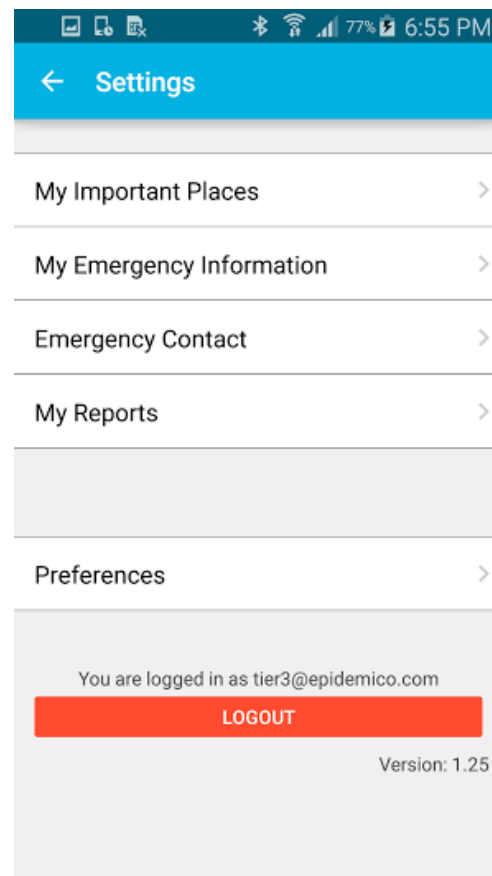 77% 6:55 PM
Settings
My Important Places
My Emergency Information
Emergency Contact
My Reports
Preferences
You are logged in as tier3@epidemico.com
LOGOUT
Version: 1.25